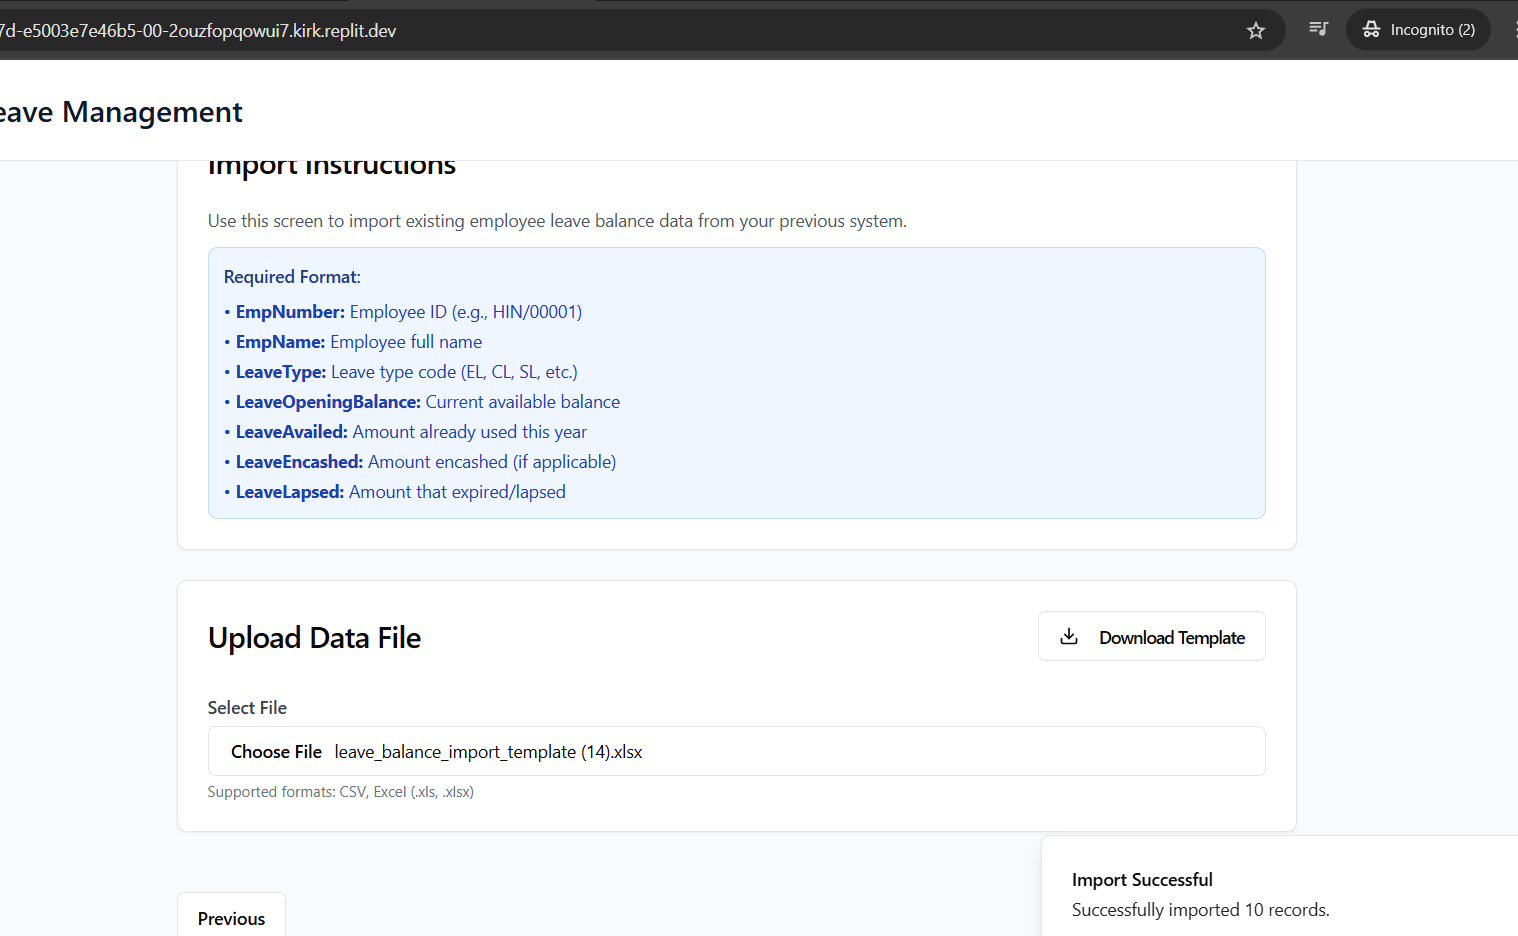 7d-e5003e7e46b5-00-2ouzfopqowui7.kirk.replit.dev
Incognito (2)
eave Management
Import Instructions
Use this screen to import existing employee leave balance data from your previous system.
Required Format:
• EmpNumber: Employee ID (e.g., HIN/00001)
• EmpName: Employee full name
• LeaveType: Leave type code (EL, CL, SL, etc.)
• LeaveOpeningBalance: Current available balance
• LeaveAvailed: Amount already used this year
• LeaveEncashed: Amount encashed (if applicable)
• LeaveLapsed: Amount that expired/lapsed
Upload Data File
Download Template
Select File
Choose File leave_balance_import_template (14).xlsx
Supported formats: CSV, Excel (.xls, .xlsx)
Previous
Import Successful
Successfully imported 10 records.